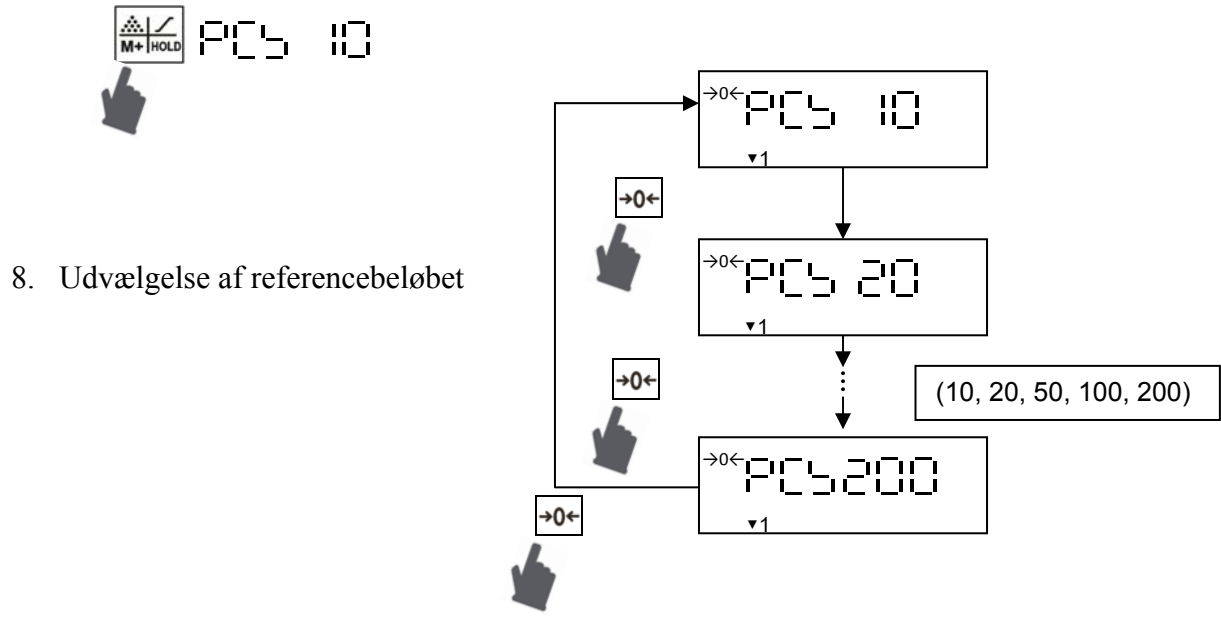 M+ HOLD PCS 10
→0← PCS 10
▼1
→0←
→0← PCS 20
▼1
8. Udvælgelse af referencebeløbet
→0←
(10, 20, 50, 100, 200)
→0← PCS200
▼1
→0←